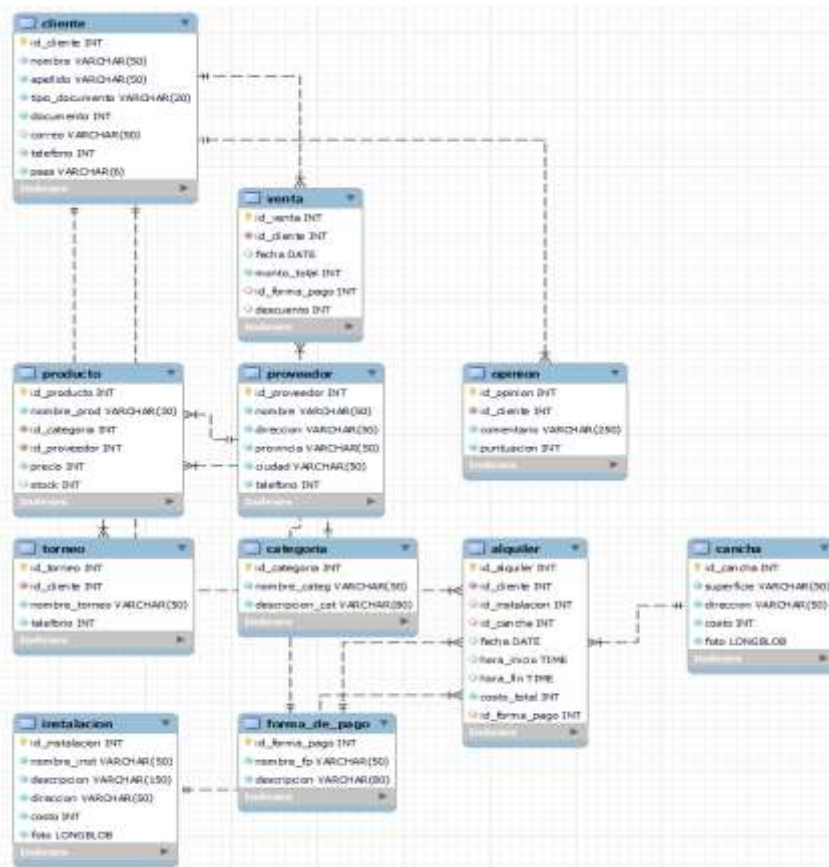 cliente
id_cliente INT
nombre VARCHAR(50)
apellido VARCHAR(50)
tipo_documento VARCHAR(20)
documento INT
correo VARCHAR(50)
telefono INT
pass VARCHAR(6)
Indexes
venta
id_venta INT
id_cliente INT
fecha DATE
monto_total INT
id_forma_pago INT
descuento INT
Indexes
producto
id_producto INT
nombre_prod VARCHAR(30)
id_categoria INT
id_proveedor INT
precio INT
stock INT
Indexes
proveedor
id_proveedor INT
nombre VARCHAR(50)
direccion VARCHAR(50)
provincia VARCHAR(50)
ciudad VARCHAR(50)
telefono INT
Indexes
opinion
id_opinion INT
id_cliente INT
comentario VARCHAR(250)
puntuacion INT
Indexes
torneo
id_torneo INT
id_cliente INT
nombre_torneo VARCHAR(50)
telefono INT
Indexes
categoria
id_categoria INT
nombre_categ VARCHAR(50)
descripcion_cat VARCHAR(80)
Indexes
alquiler
id_alquiler INT
id_cliente INT
id_instalacion INT
id_cancha INT
fecha DATE
hora_inicio TIME
hora_fin TIME
costo_total INT
id_forma_pago INT
Indexes
cancha
id_cancha INT
superficie VARCHAR(50)
direccion VARCHAR(50)
costo INT
foto LONGBLOB
Indexes
instalacion
id_instalacion INT
nombre_inst VARCHAR(50)
descripcion VARCHAR(150)
direccion VARCHAR(50)
costo INT
foto LONGBLOB
forma_de_pago
id_forma_pago INT
nombre_fp VARCHAR(50)
descripcion VARCHAR(80)
Indexes